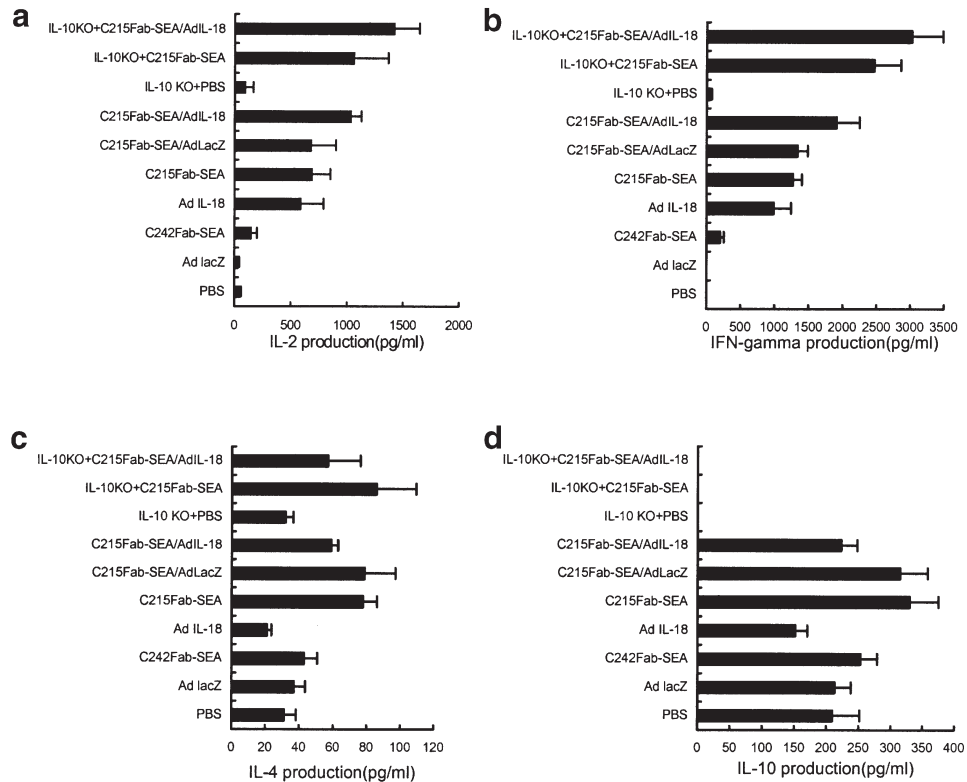 a
IL-10KO+C215Fab-SEA/AdIL-18
IL-10KO+C215Fab-SEA
IL-10 KO+PBS
C215Fab-SEA/AdIL-18
C215Fab-SEA/AdLacZ
C215Fab-SEA
Ad IL-18
C242Fab-SEA
Ad lacZ
PBS
0 500 1000 1500 2000
IL-2 production(pg/ml)
b
IL-10KO+C215Fab-SEA/AdIL-18
IL-10KO+C215Fab-SEA
IL-10 KO+PBS
C215Fab-SEA/AdIL-18
C215Fab-SEA/AdLacZ
C215Fab-SEA
Ad IL-18
C242Fab-SEA
Ad lacZ
PBS
0 500 1000 1500 2000 2500 3000 3500
IFN-gamma production(pg/ml)
c
IL-10KO+C215Fab-SEA/AdIL-18
IL-10KO+C215Fab-SEA
IL-10 KO+PBS
C215Fab-SEA/AdIL-18
C215Fab-SEA/AdLacZ
C215Fab-SEA
Ad IL-18
C242Fab-SEA
Ad lacZ
PBS
0 20 40 60 80 100 120
IL-4 production(pg/ml)
d
IL-10KO+C215Fab-SEA/AdIL-18
IL-10KO+C215Fab-SEA
IL-10 KO+PBS
C215Fab-SEA/AdIL-18
C215Fab-SEA/AdLacZ
C215Fab-SEA
Ad IL-18
C242Fab-SEA
Ad lacZ
PBS
0 50 100 150 200 250 300 350 400
IL-10 production(pg/ml)